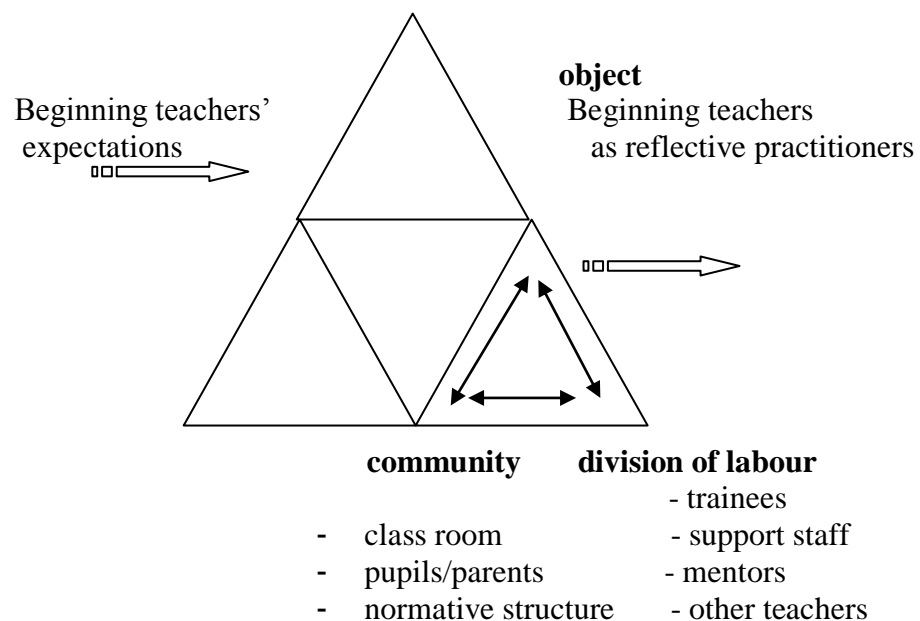 object
Beginning teachers’
expectations
Beginning teachers
as reflective practitioners
community
- class room
- pupils/parents
- normative structure
division of labour
- trainees
- support staff
- mentors
- other teachers